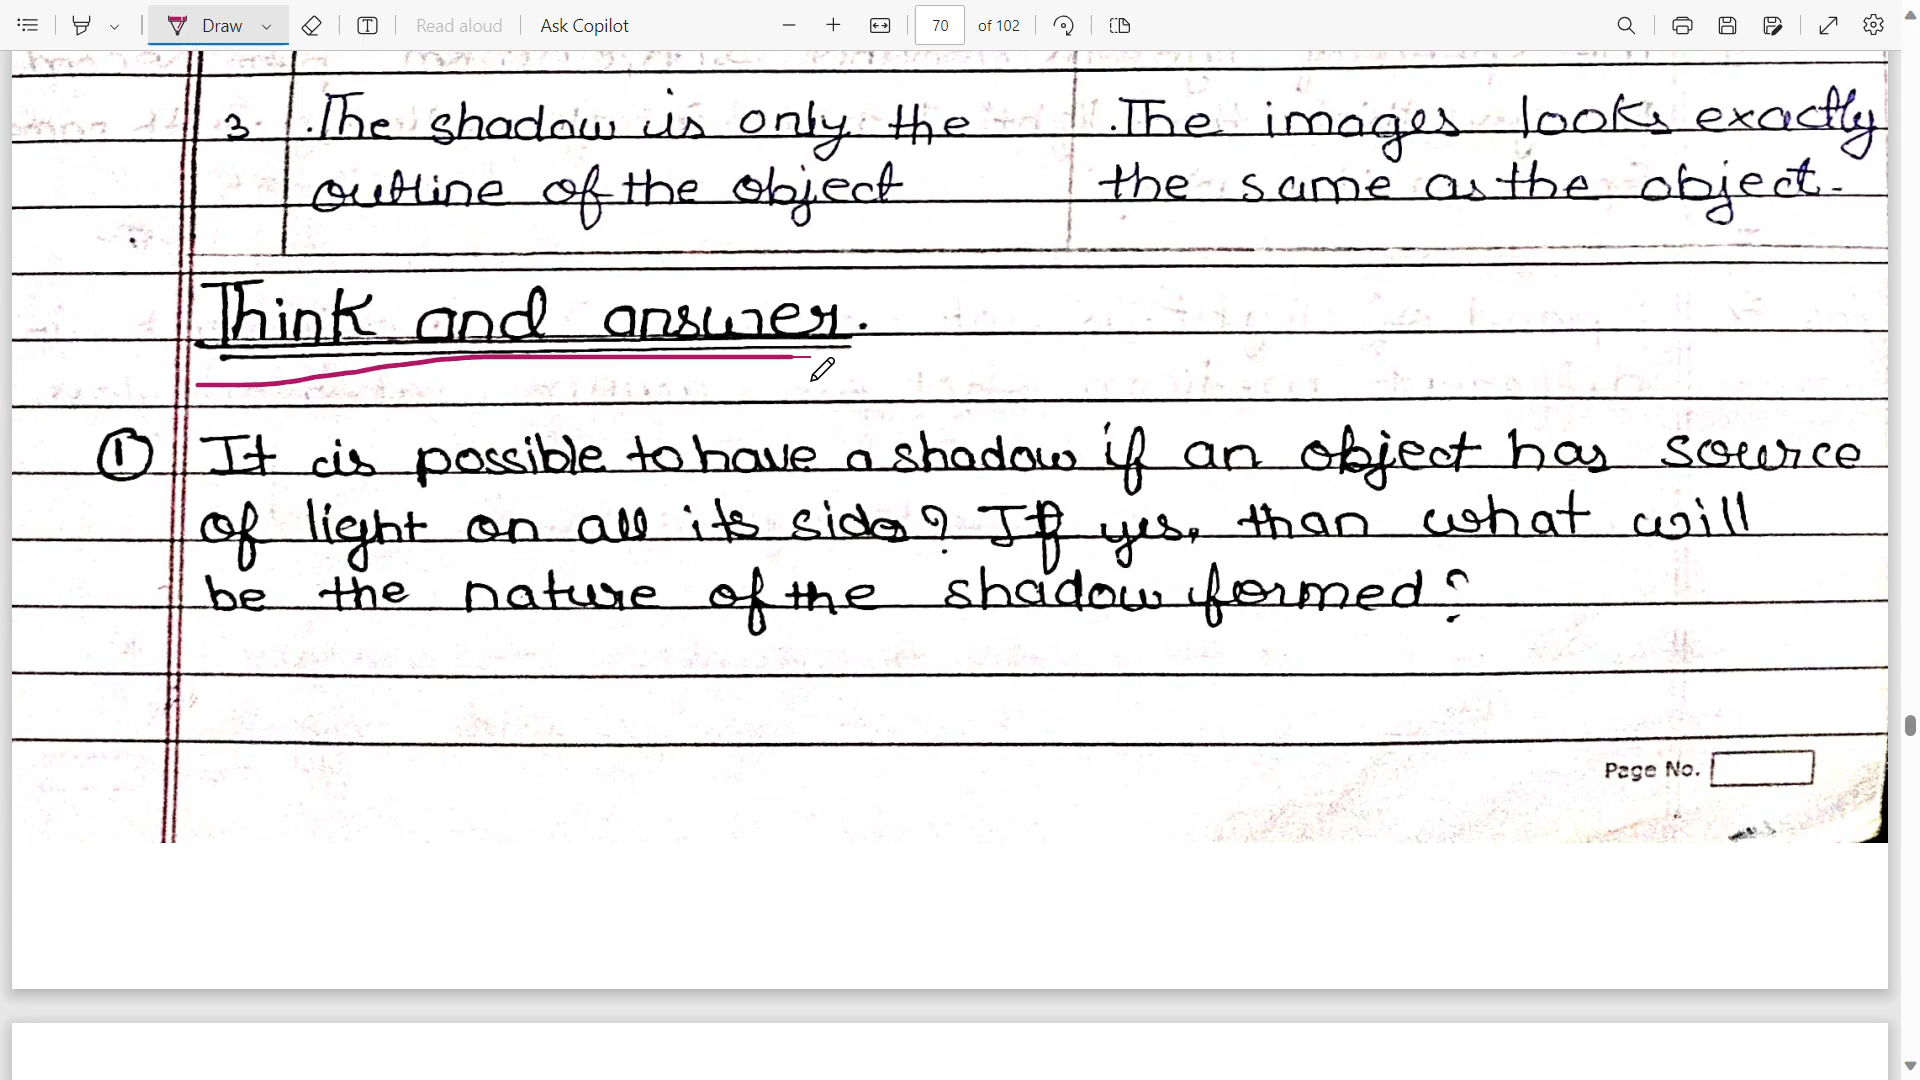 Draw Read aloud Ask Copilot 70 of 102
3 .The shadow is only the .The images looks exactly
outline of the object the same as the object.
Think and answer.
① It is possible to have a shadow if an object has source
of light on all its side? If yes, than what will
be the nature of the shadow formed?
Page No.